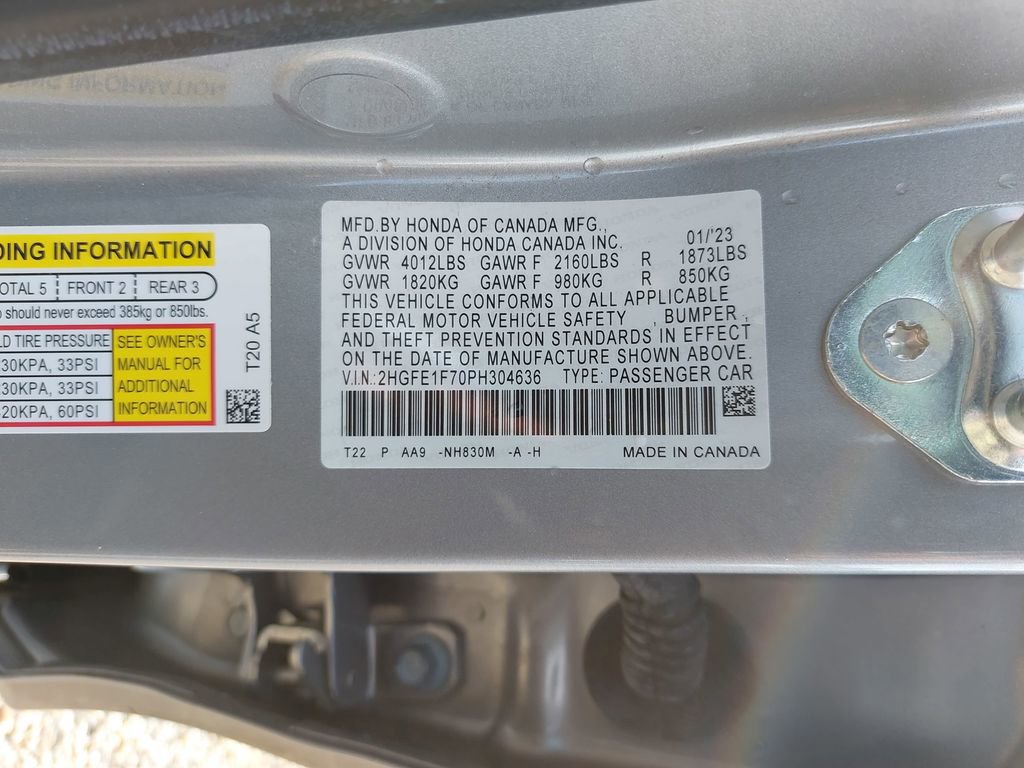 DING INFORMATION
OTAL 5 FRONT 2 REAR 3
o should never exceed 385kg or 850lbs.
LD TIRE PRESSURE
30KPA, 33PSI
30KPA, 33PSI
20KPA, 60PSI
SEE OWNER'S
MANUAL FOR
ADDITIONAL
INFORMATION
T20 A5
MFD.BY HONDA OF CANADA MFG.,
A DIVISION OF HONDA CANADA INC. 01/'23
GVWR 4012LBS GAWR F 2160LBS R 1873LBS
GVWR 1820KG GAWR F 980KG R 850KG
THIS VEHICLE CONFORMS TO ALL APPLICABLE
FEDERAL MOTOR VEHICLE SAFETY , BUMPER ,
AND THEFT PREVENTION STANDARDS IN EFFECT
ON THE DATE OF MANUFACTURE SHOWN ABOVE.
V.I.N.: 2HGFE1F70PH304636 TYPE: PASSENGER CAR
T22 P AA9 -NH830M -A -H MADE IN CANADA